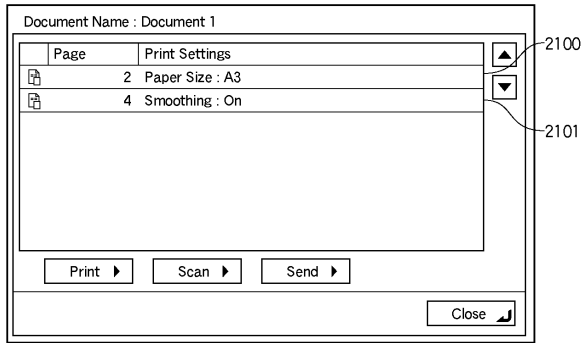 Document Name : Document 1
Page Print Settings
2 Paper Size : A3
4 Smoothing : On
2100
2101
Print Scan Send
Close